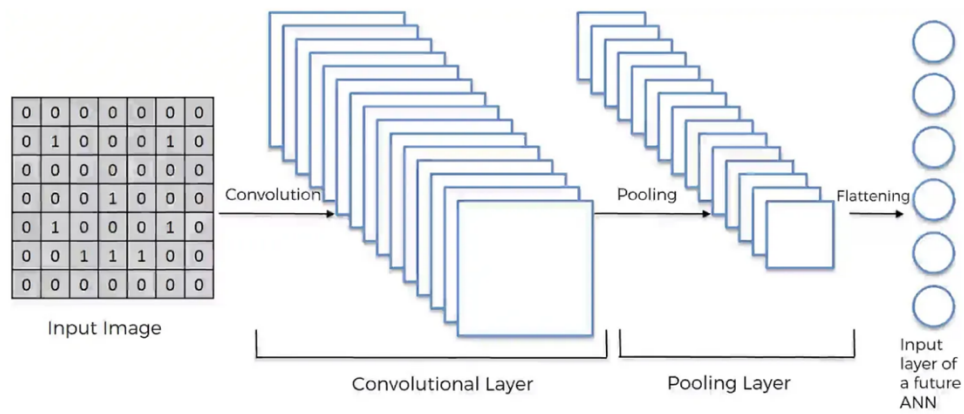 0 0 0 0 0 0 0
0 1 0 0 0 1 0
0 0 0 0 0 0 0
0 0 0 1 0 0 0
0 1 0 0 0 1 0
0 0 1 1 1 0 0
0 0 0 0 0 0 0
Input Image
Convolution
Convolutional Layer
Pooling
Pooling Layer
Flattening
Input
layer of
a future
ANN